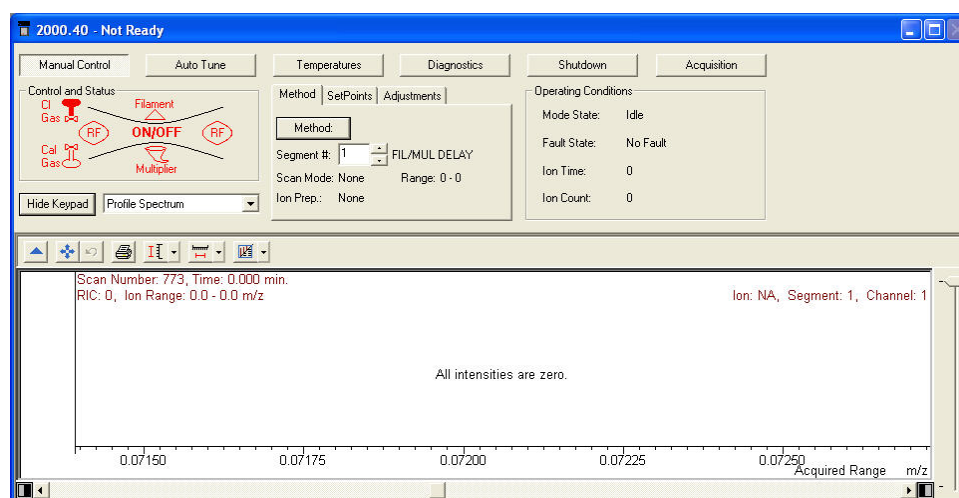 2000.40 - Not Ready
Manual Control Auto Tune Temperatures Diagnostics Shutdown Acquisition
Control and Status
CI
Gas
Filament
RF
ON/OFF
RF
Cal
Gas
Multiplier
Hide Keypad Profile Spectrum
Method SetPoints Adjustments
Method:
Segment #: 1 FIL/MUL DELAY
Scan Mode: None Range: 0 - 0
Ion Prep.: None
Operating Conditions
Mode State: Idle
Fault State: No Fault
Ion Time: 0
Ion Count: 0
Scan Number: 773, Time: 0.000 min.
RIC: 0, Ion Range: 0.0 - 0.0 m/z Ion: NA, Segment: 1, Channel: 1
All intensities are zero.
0.07150 0.07175 0.07200 0.07225 0.07250
Acquired Range m/z